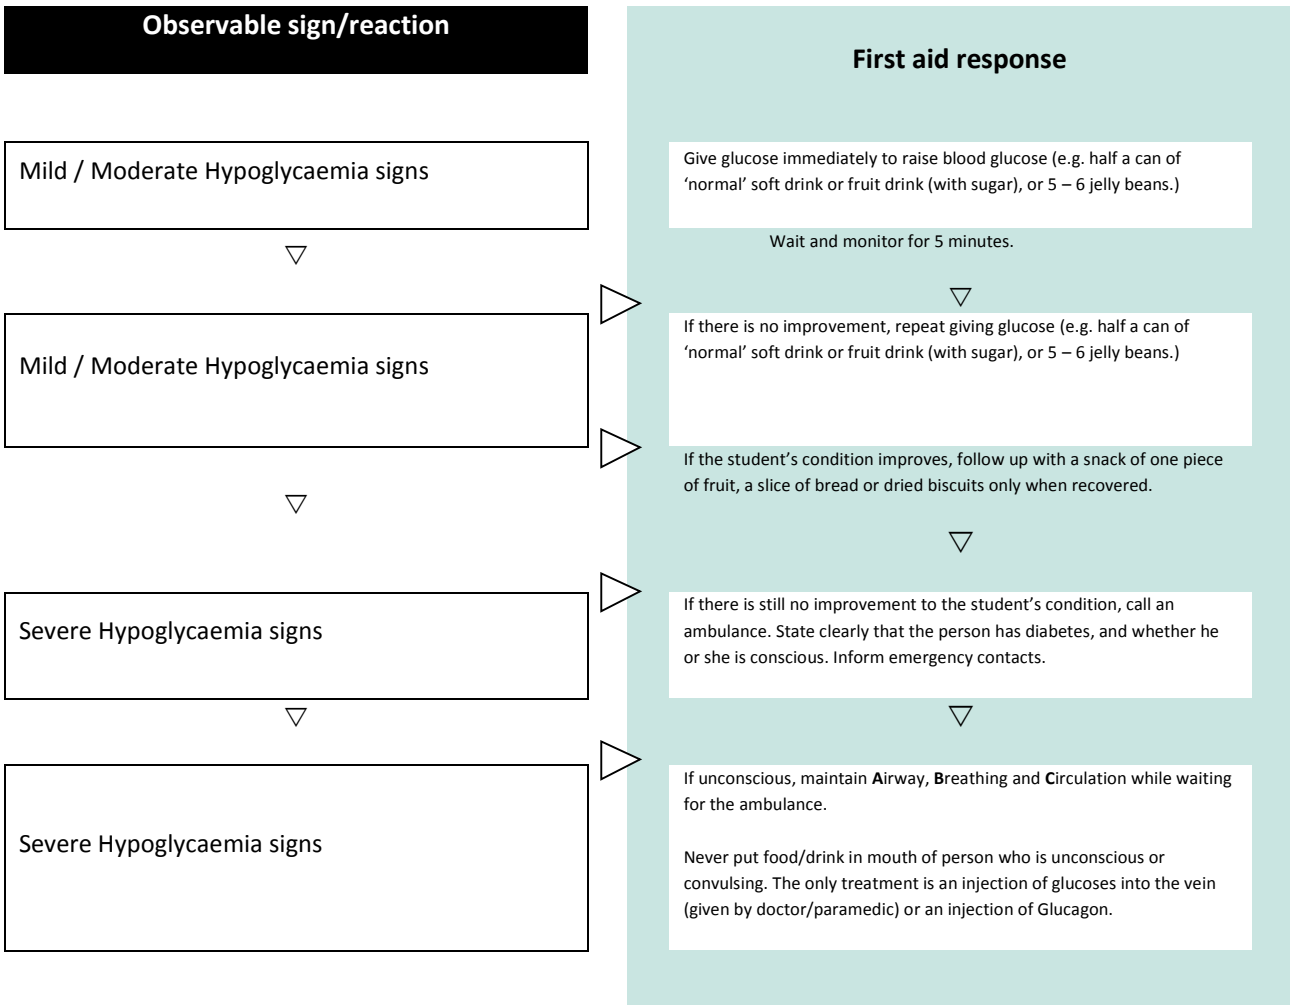 Observable sign/reaction
First aid response
Mild / Moderate Hypoglycaemia signs
Give glucose immediately to raise blood glucose (e.g. half a can of
‘normal’ soft drink or fruit drink (with sugar), or 5 – 6 jelly beans.)
Wait and monitor for 5 minutes.
Mild / Moderate Hypoglycaemia signs
If there is no improvement, repeat giving glucose (e.g. half a can of
‘normal’ soft drink or fruit drink (with sugar), or 5 – 6 jelly beans.)
If the student’s condition improves, follow up with a snack of one piece
of fruit, a slice of bread or dried biscuits only when recovered.
Severe Hypoglycaemia signs
If there is still no improvement to the student’s condition, call an
ambulance. State clearly that the person has diabetes, and whether he
or she is conscious. Inform emergency contacts.
Severe Hypoglycaemia signs
If unconscious, maintain Airway, Breathing and Circulation while waiting
for the ambulance.
Never put food/drink in mouth of person who is unconscious or
convulsing. The only treatment is an injection of glucoses into the vein
(given by doctor/paramedic) or an injection of Glucagon.